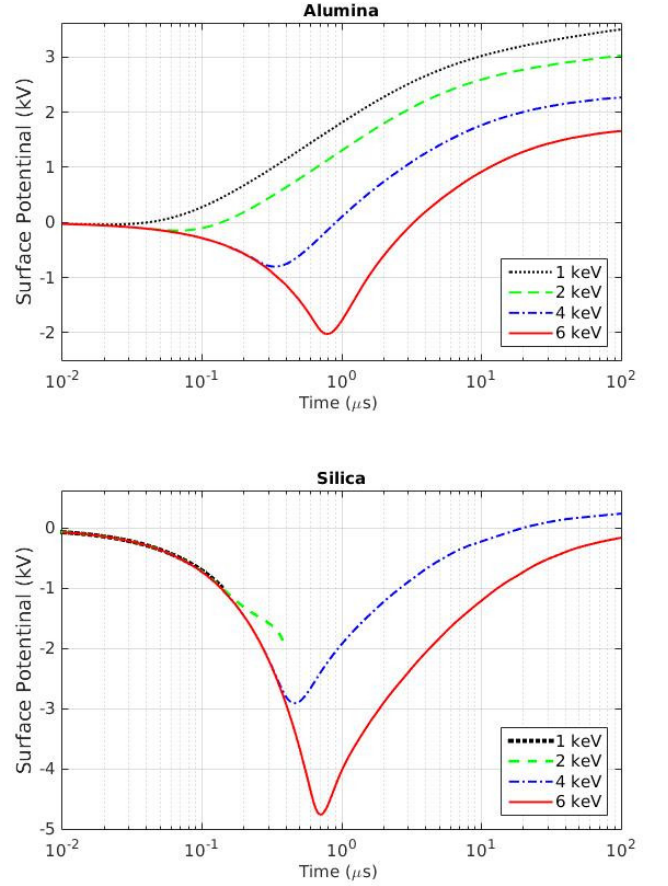 Alumina
Surface Potentinal (kV)
3
2
1
0
-1
-2
10^-2
10^-1
10^0
10^1
10^2
Time (μs)
1 keV
2 keV
4 keV
6 keV
Silica
Surface Potentinal (kV)
0
-1
-2
-3
-4
-5
10^-2
10^-1
10^0
10^1
10^2
Time (μs)
1 keV
2 keV
4 keV
6 keV